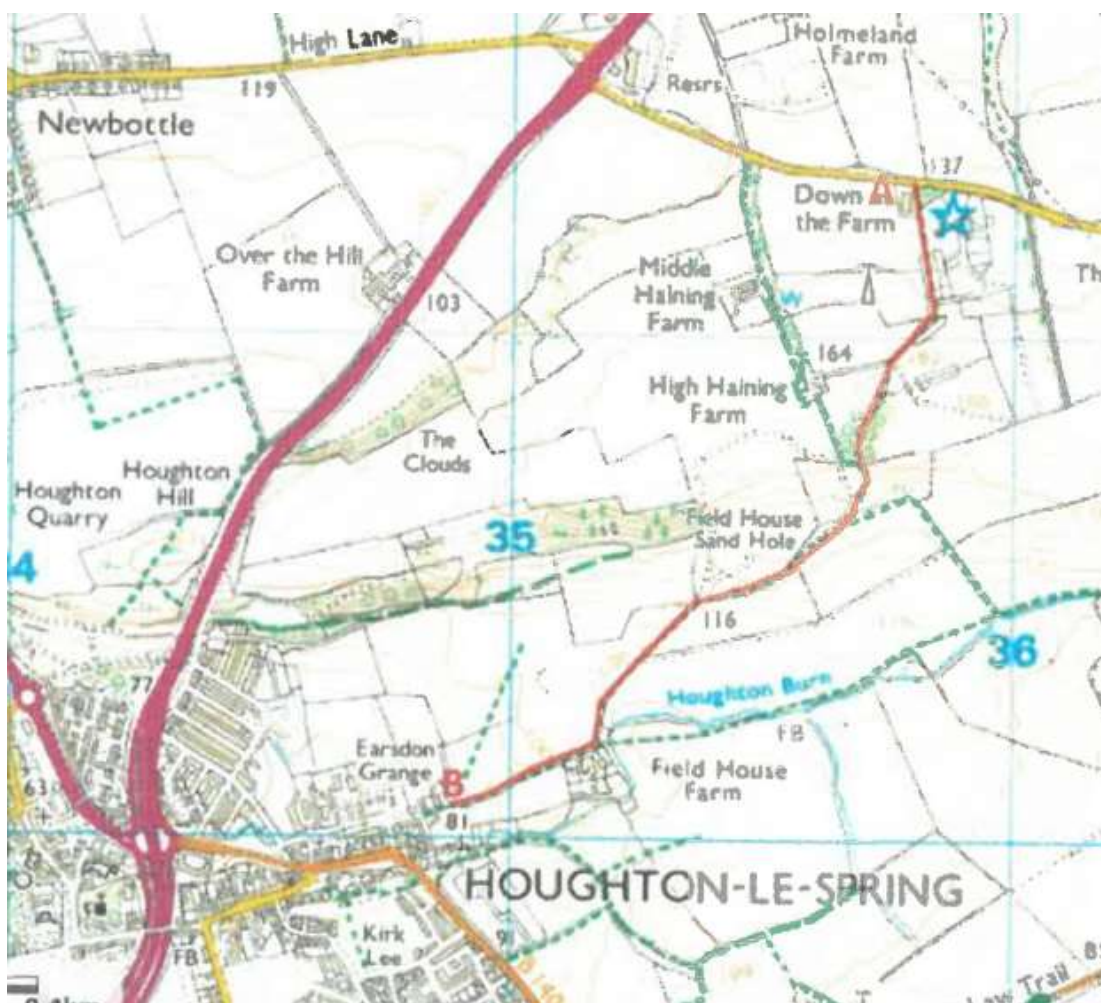 High Lane
119
Newbottle
Holmeland
Farm
Resrs
137
A
Down
the Farm
Over the Hill
Farm
103
Middle
Haining
Farm
W
164
High Haining
Farm
The
Clouds
Houghton
Hill
Houghton
Quarry
35
Field House
Sand Hole
4
116
36
77
Houghton Burn
FB
Earsdon
Grange
B
Field House
Farm
63
81
HOUGHTON-LE-SPRING
Kirk
Lee
FB
Trail